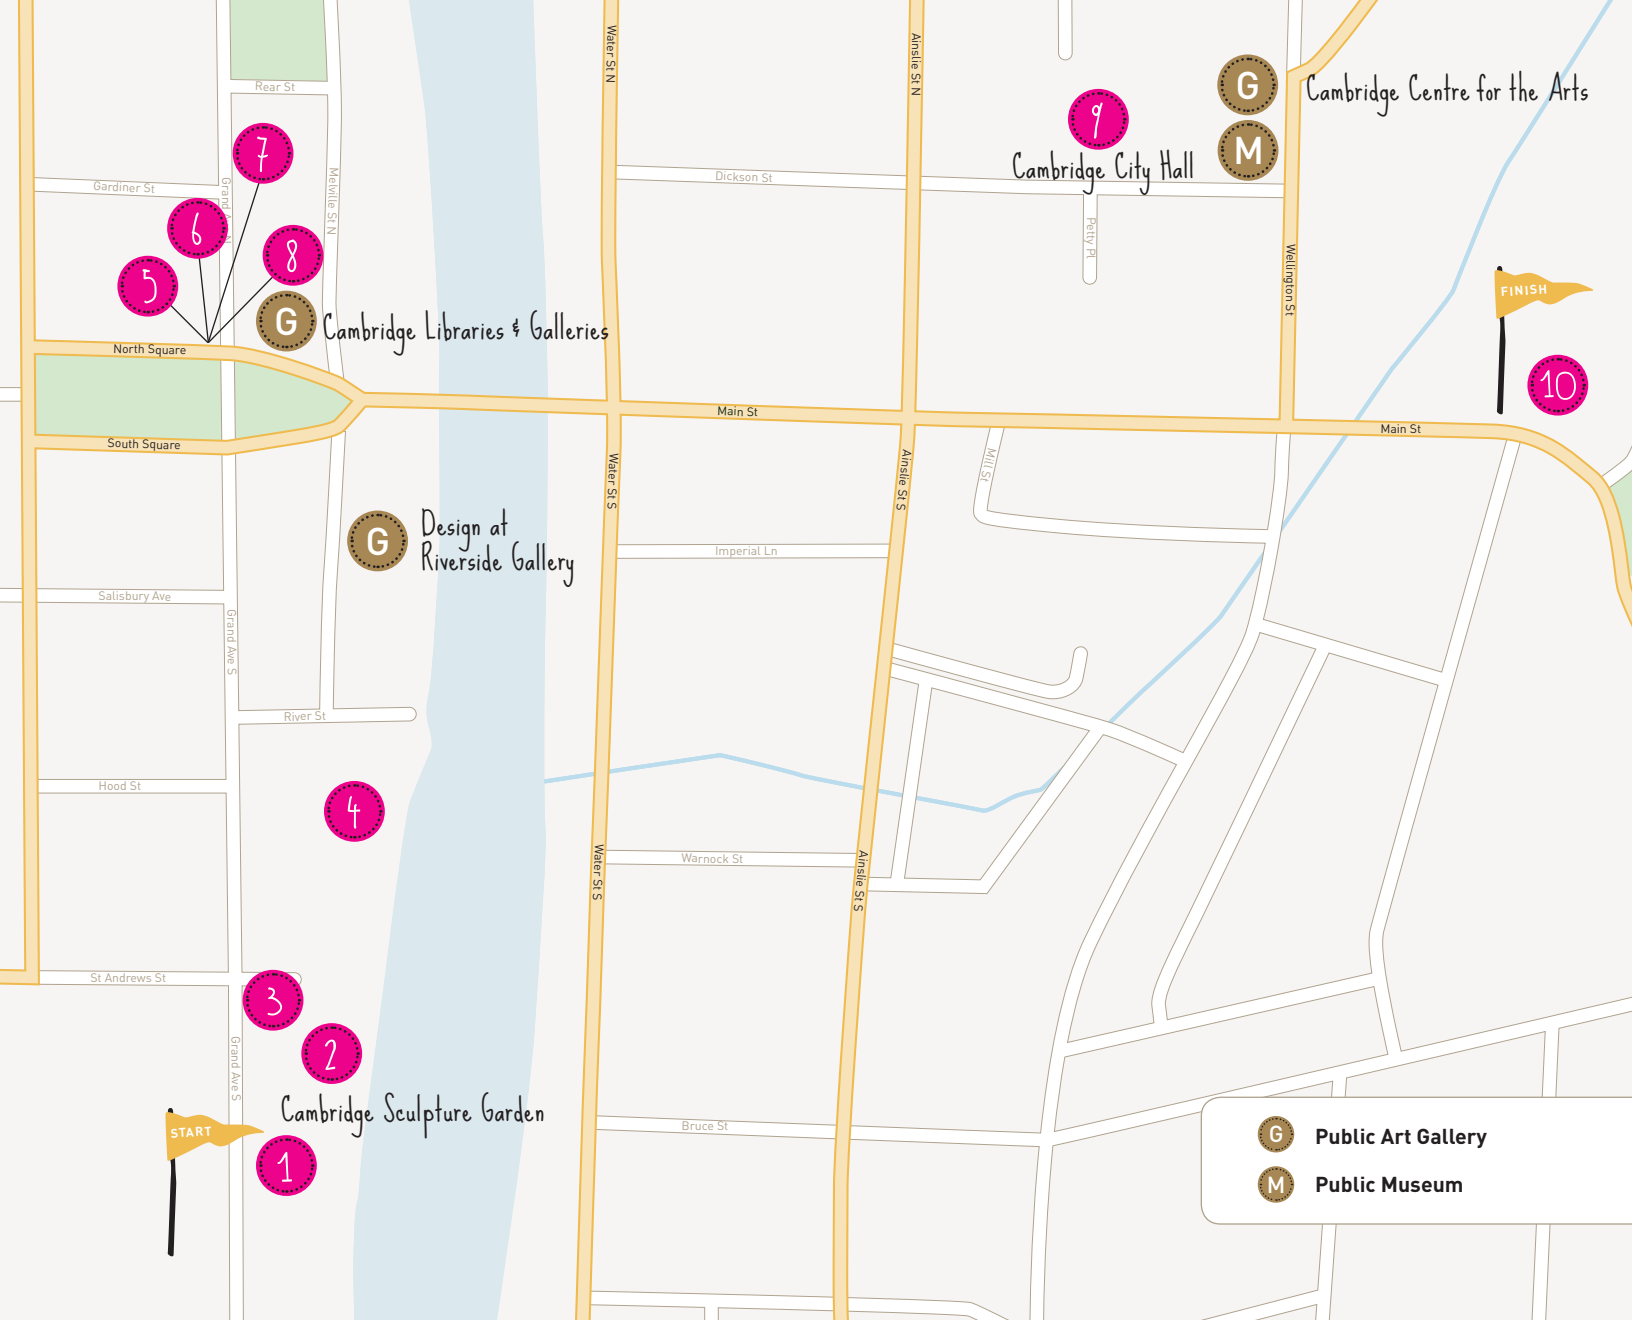 Water St N
Ainslie St N
Rear St
G
Cambridge Centre for the Arts
9
M
7
Cambridge City Hall
Dickson St
Gardiner St
Grand Ave N
Melville St N
6
Petty Pl
8
5
Wellington St
FINISH
G
Cambridge Libraries & Galleries
North Square
10
Main St
Main St
South Square
Water St S
Ainslie St S
Mill St
G
Design at
Riverside Gallery
Imperial Ln
Salisbury Ave
Grand Ave S
River St
Hood St
4
Water St S
Warnock St
Ainslie St S
St Andrews St
3
2
Grand Ave S
Cambridge Sculpture Garden
START
1
Bruce St
G Public Art Gallery
M Public Museum